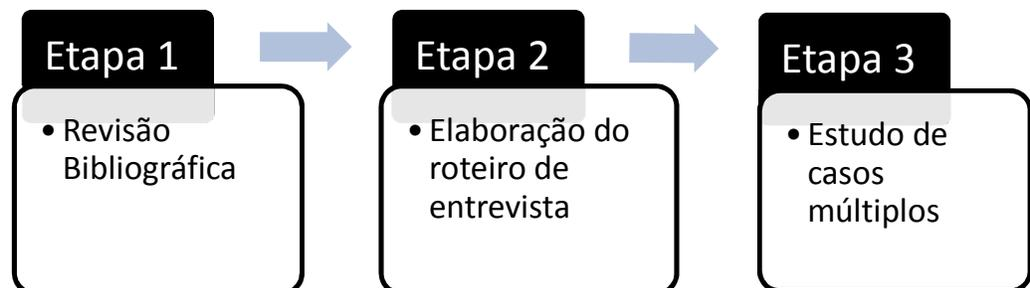 Etapa 1
• Revisão
Bibliográfica
Etapa 2
• Elaboração do
roteiro de
entrevista
Etapa 3
• Estudo de
casos
múltiplos